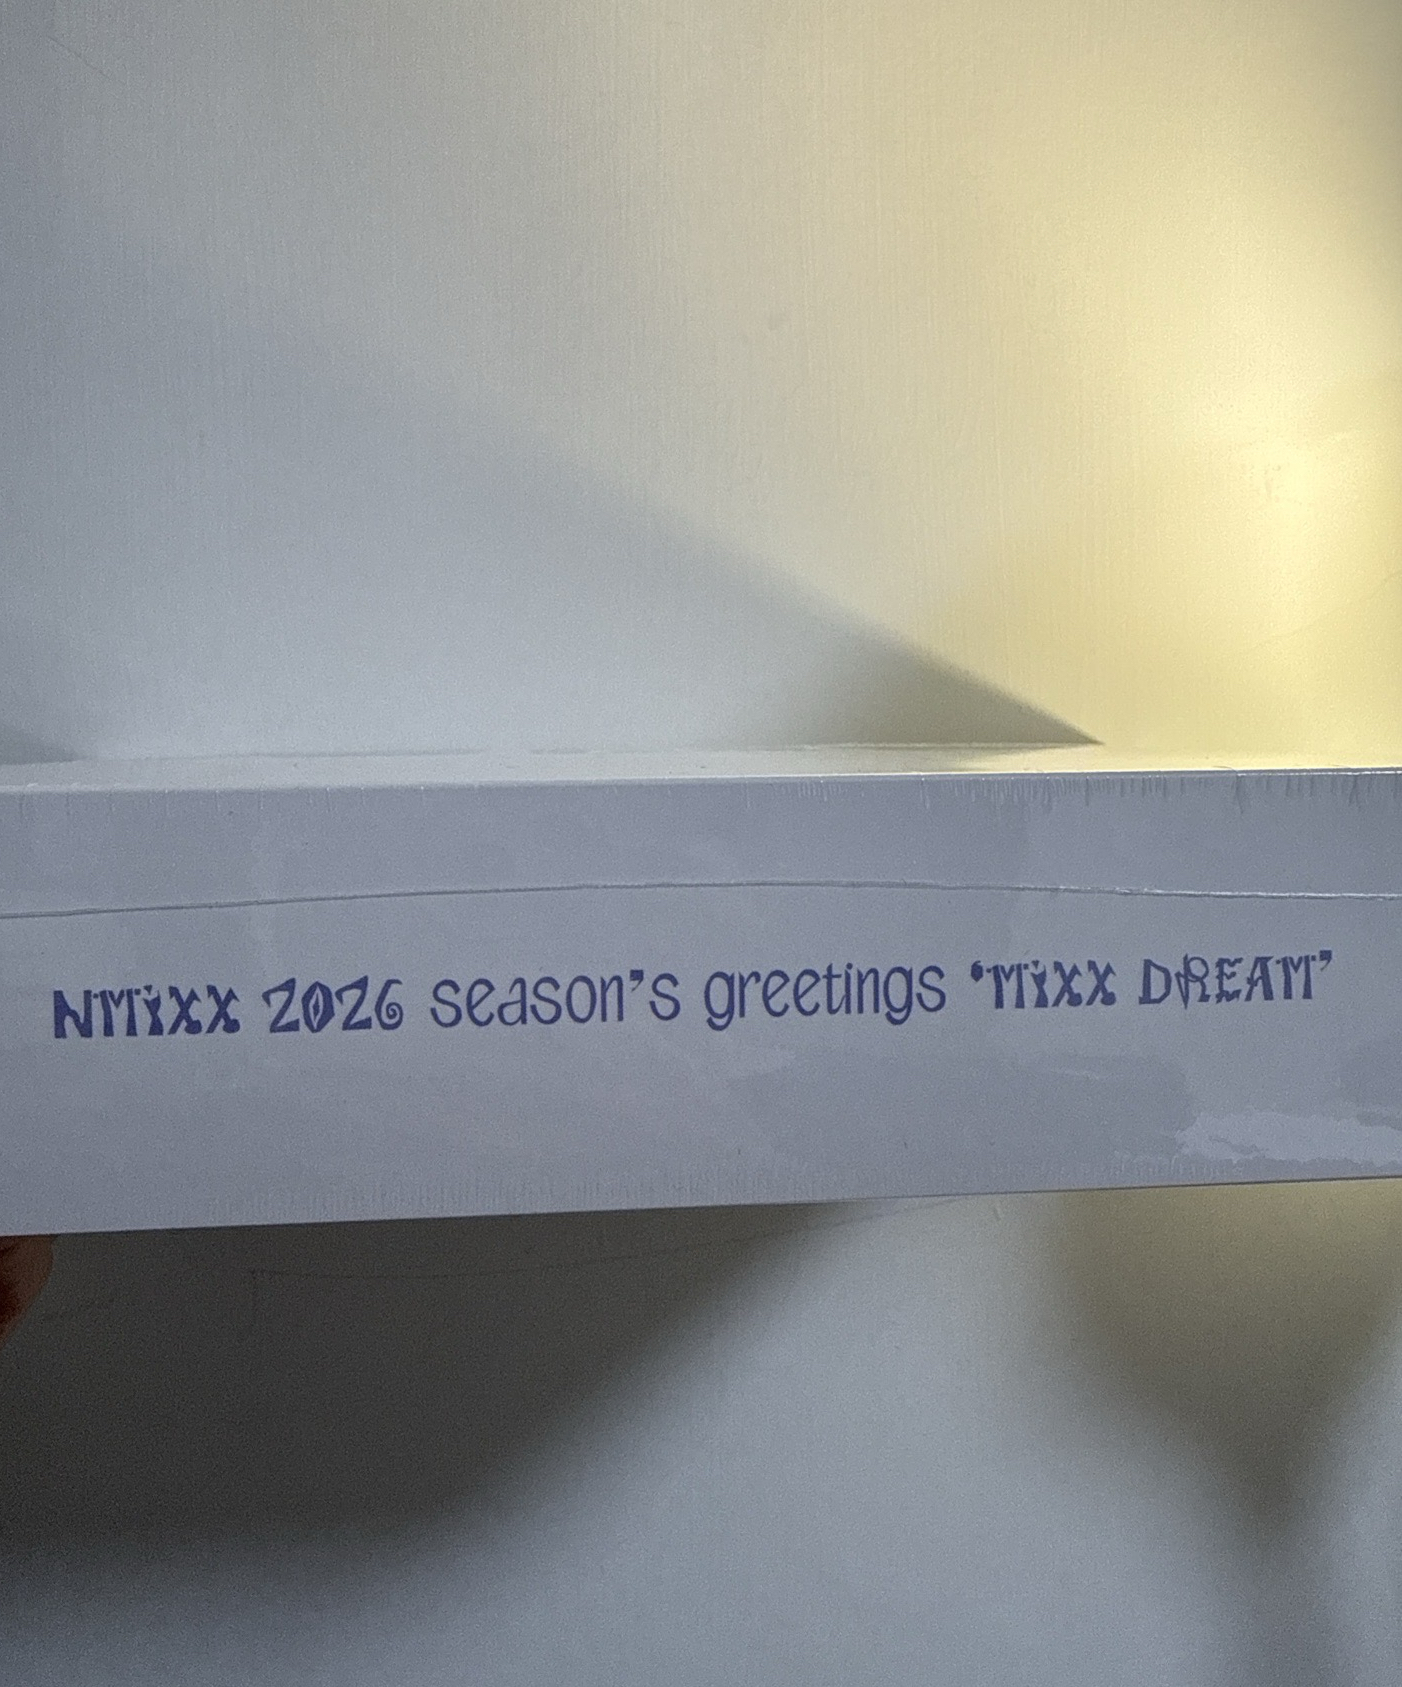 NMiXX 2026 season’s greetings ‘MiXX DREAM’